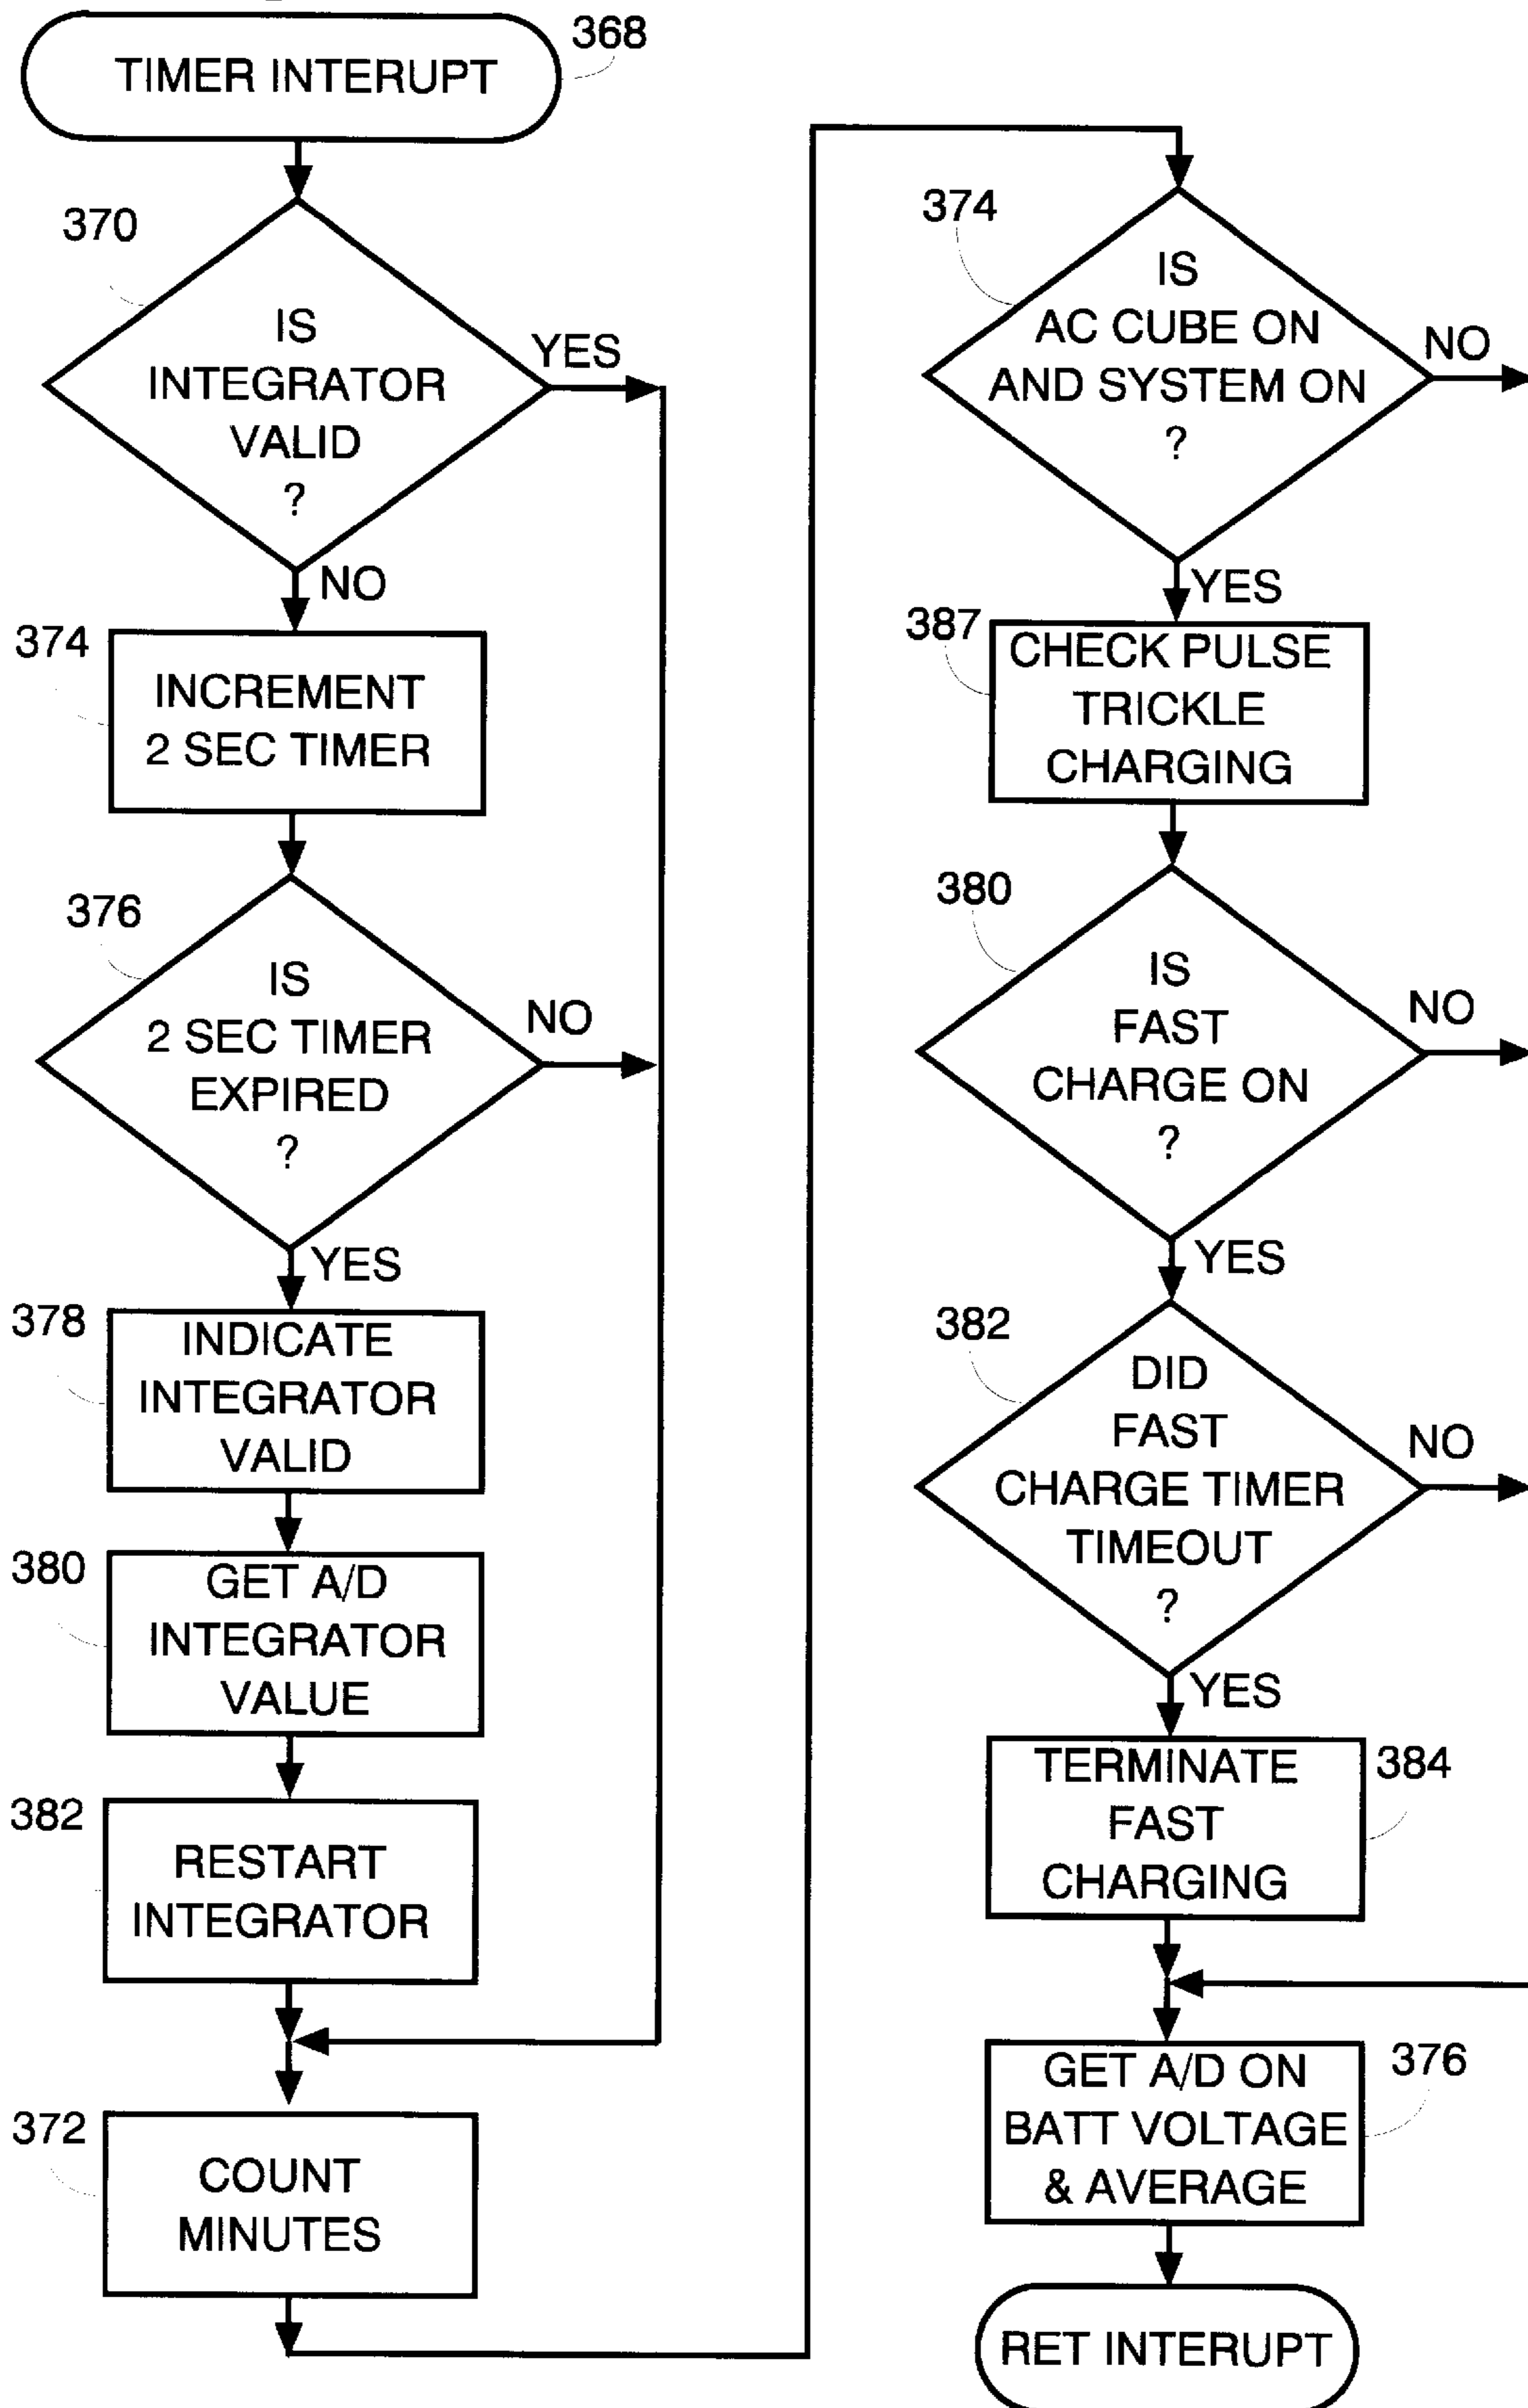 368
TIMER INTERUPT
370
IS
INTEGRATOR
VALID
?
YES
NO
374
INCREMENT
2 SEC TIMER
376
IS
2 SEC TIMER
EXPIRED
?
NO
YES
378
INDICATE
INTEGRATOR
VALID
380
GET A/D
INTEGRATOR
VALUE
382
RESTART
INTEGRATOR
372
COUNT
MINUTES
374
IS
AC CUBE ON
AND SYSTEM ON
?
NO
YES
387
CHECK PULSE
TRICKLE
CHARGING
380
IS
FAST
CHARGE ON
?
NO
YES
382
DID
FAST
CHARGE TIMER
TIMEOUT
?
NO
YES
TERMINATE
FAST
CHARGING
384
GET A/D ON
BATT VOLTAGE
& AVERAGE
376
RET INTERUPT